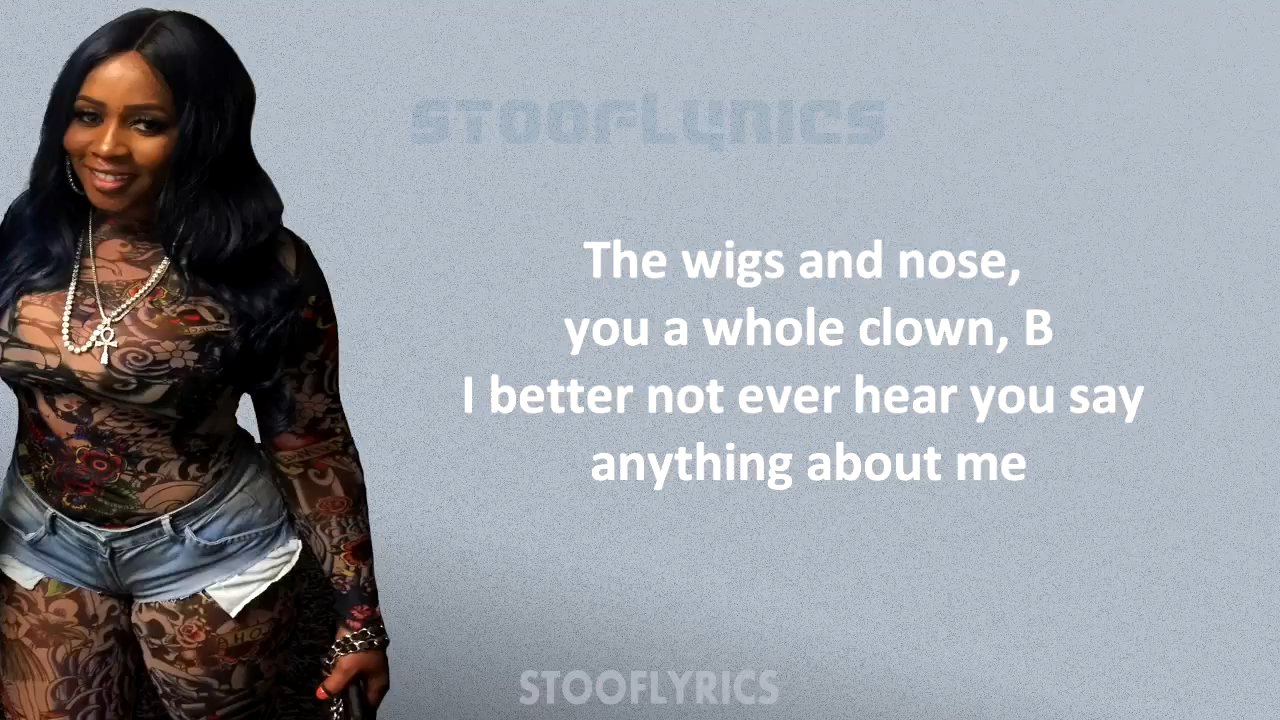 STOOFLYRICS
The wigs and nose,
you a whole clown, B
I better not ever hear you say
anything about me
STOOFLYRICS